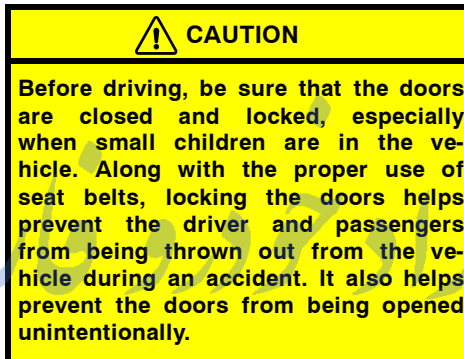 CAUTION
Before driving, be sure that the doors
are closed and locked, especially
when small children are in the ve-
hicle. Along with the proper use of
seat belts, locking the doors helps
prevent the driver and passengers
from being thrown out from the ve-
hicle during an accident. It also helps
prevent the doors from being opened
unintentionally.